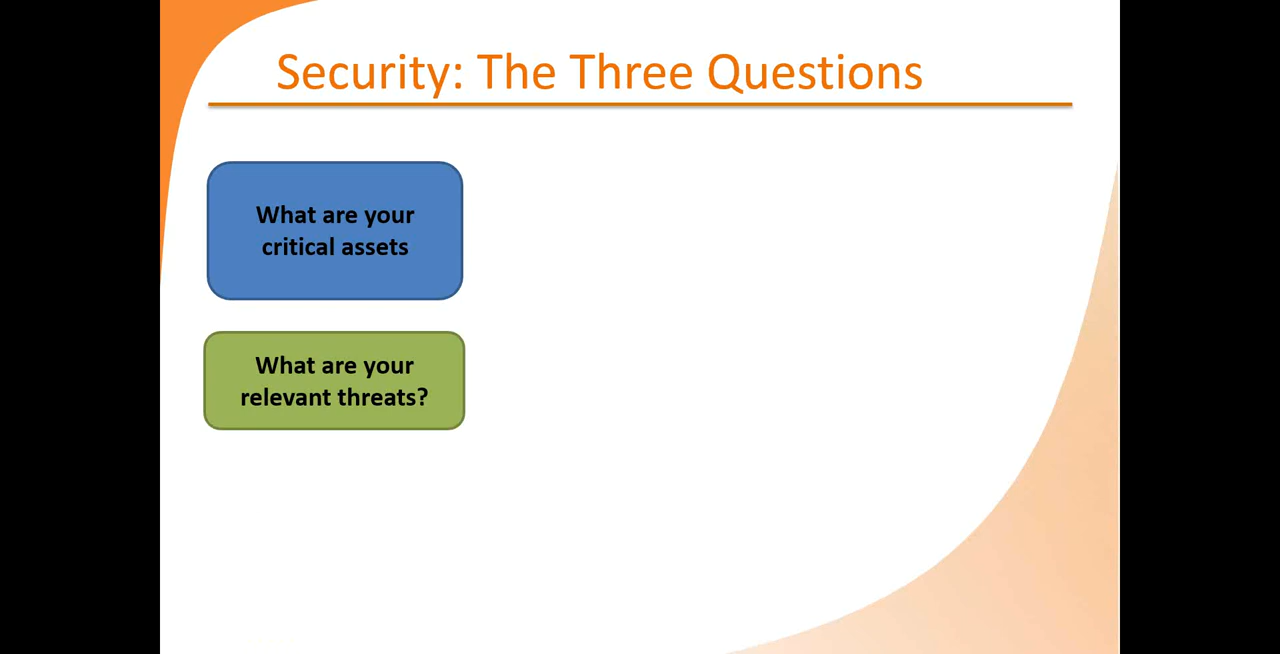 Security: The Three Questions
What are your
critical assets
What are your
relevant threats?